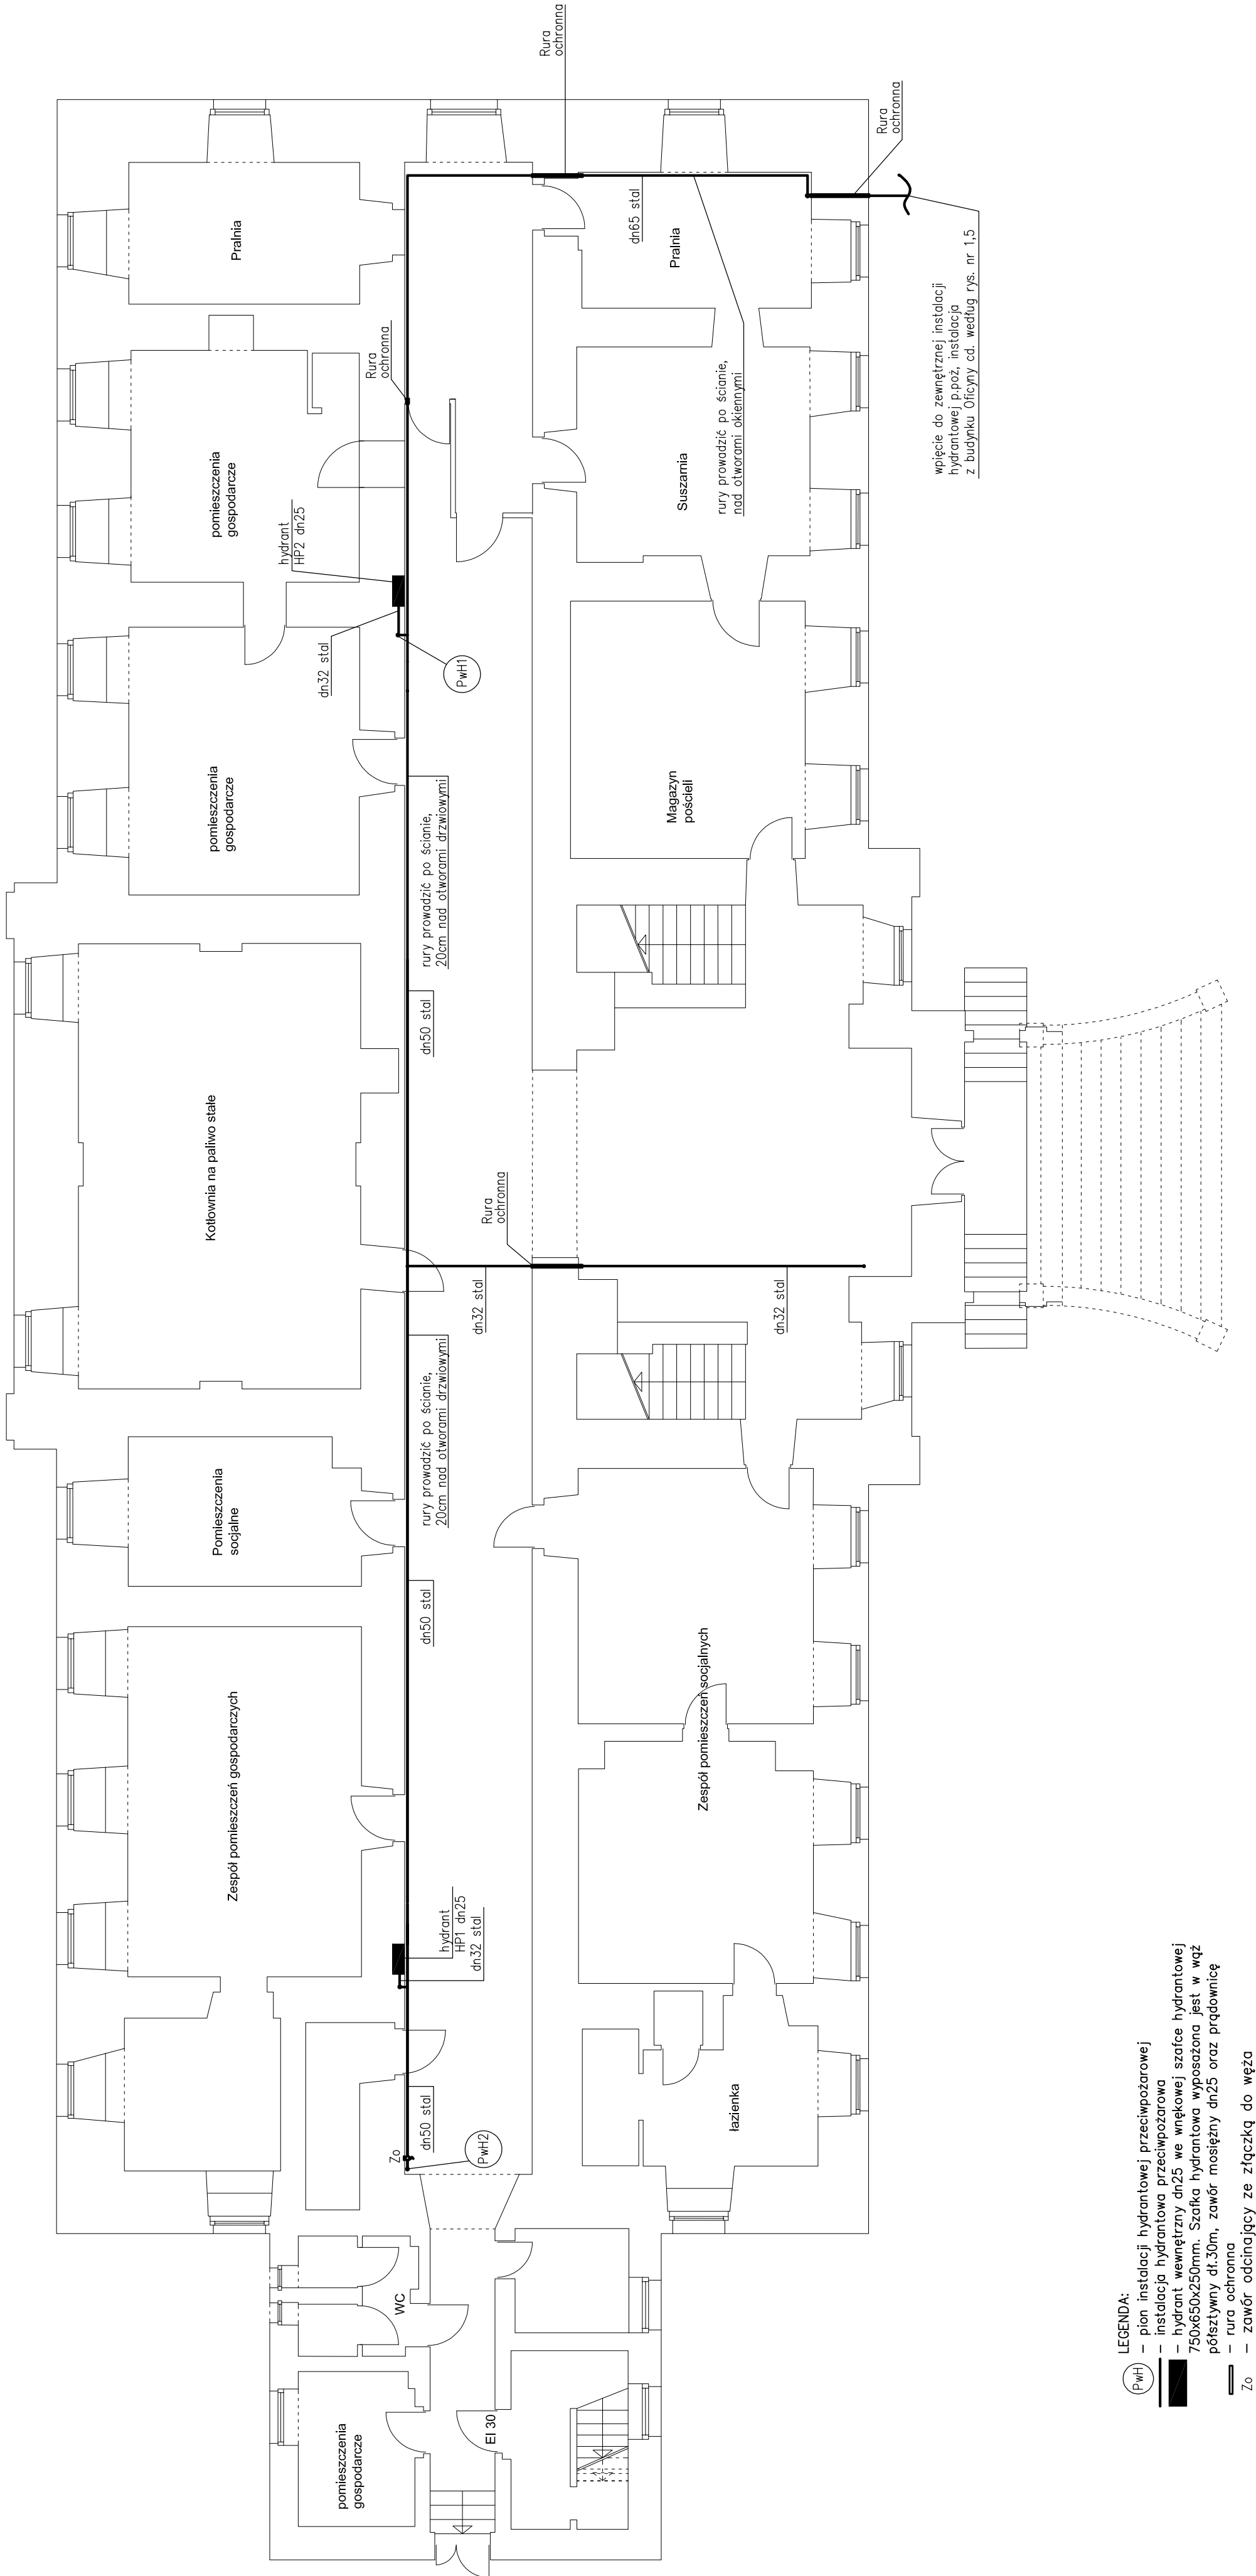 Rura
ochronna
Rura
ochronna
Pralnia
dn65 stal
Pralnia
wpięcie do zewnętrznej instalacji
hydrantowej p.poż, instalacja
z budynku Oficyny cd. według rys. nr 1,5
Rura
ochronna
pomieszczenia
gospodarcze
hydrant
HP2 dn25
Suszarnia
rury prowadzić po ścianie,
nad otworami okiennymi
dn32 stal
PwH1
pomieszczenia
gospodarcze
Magazyn
pościeli
rury prowadzić po ścianie,
20cm nad otworami drzwiowymi
dn50 stal
Kotłownia na paliwo stałe
Rura
ochronna
dn32 stal
dn32 stal
rury prowadzić po ścianie,
20cm nad otworami drzwiowymi
Pomieszczenia
socjalne
dn50 stal
Zespół pomieszczeń gospodarczych
Zespół pomieszczeń socjalnych
hydrant
HP1 dn25
dn32 stal
łazienka
dn50 stal
Zo
PwH2
WC
EI 30
pomieszczenia
gospodarcze
LEGENDA:
PwH – pion instalacji hydrantowej przeciwpożarowej
– instalacja hydrantowa przeciwpożarowa
– hydrant wewnętrzny dn25 we wnękowej szafce hydrantowej
750x650x250mm. Szafka hydrantowa wyposażona jest w wąż
półsztywny dł.30m, zawór mosiężny dn25 oraz prądownicę
– rura ochronna
Zo – zawór odcinający ze złączką do węża